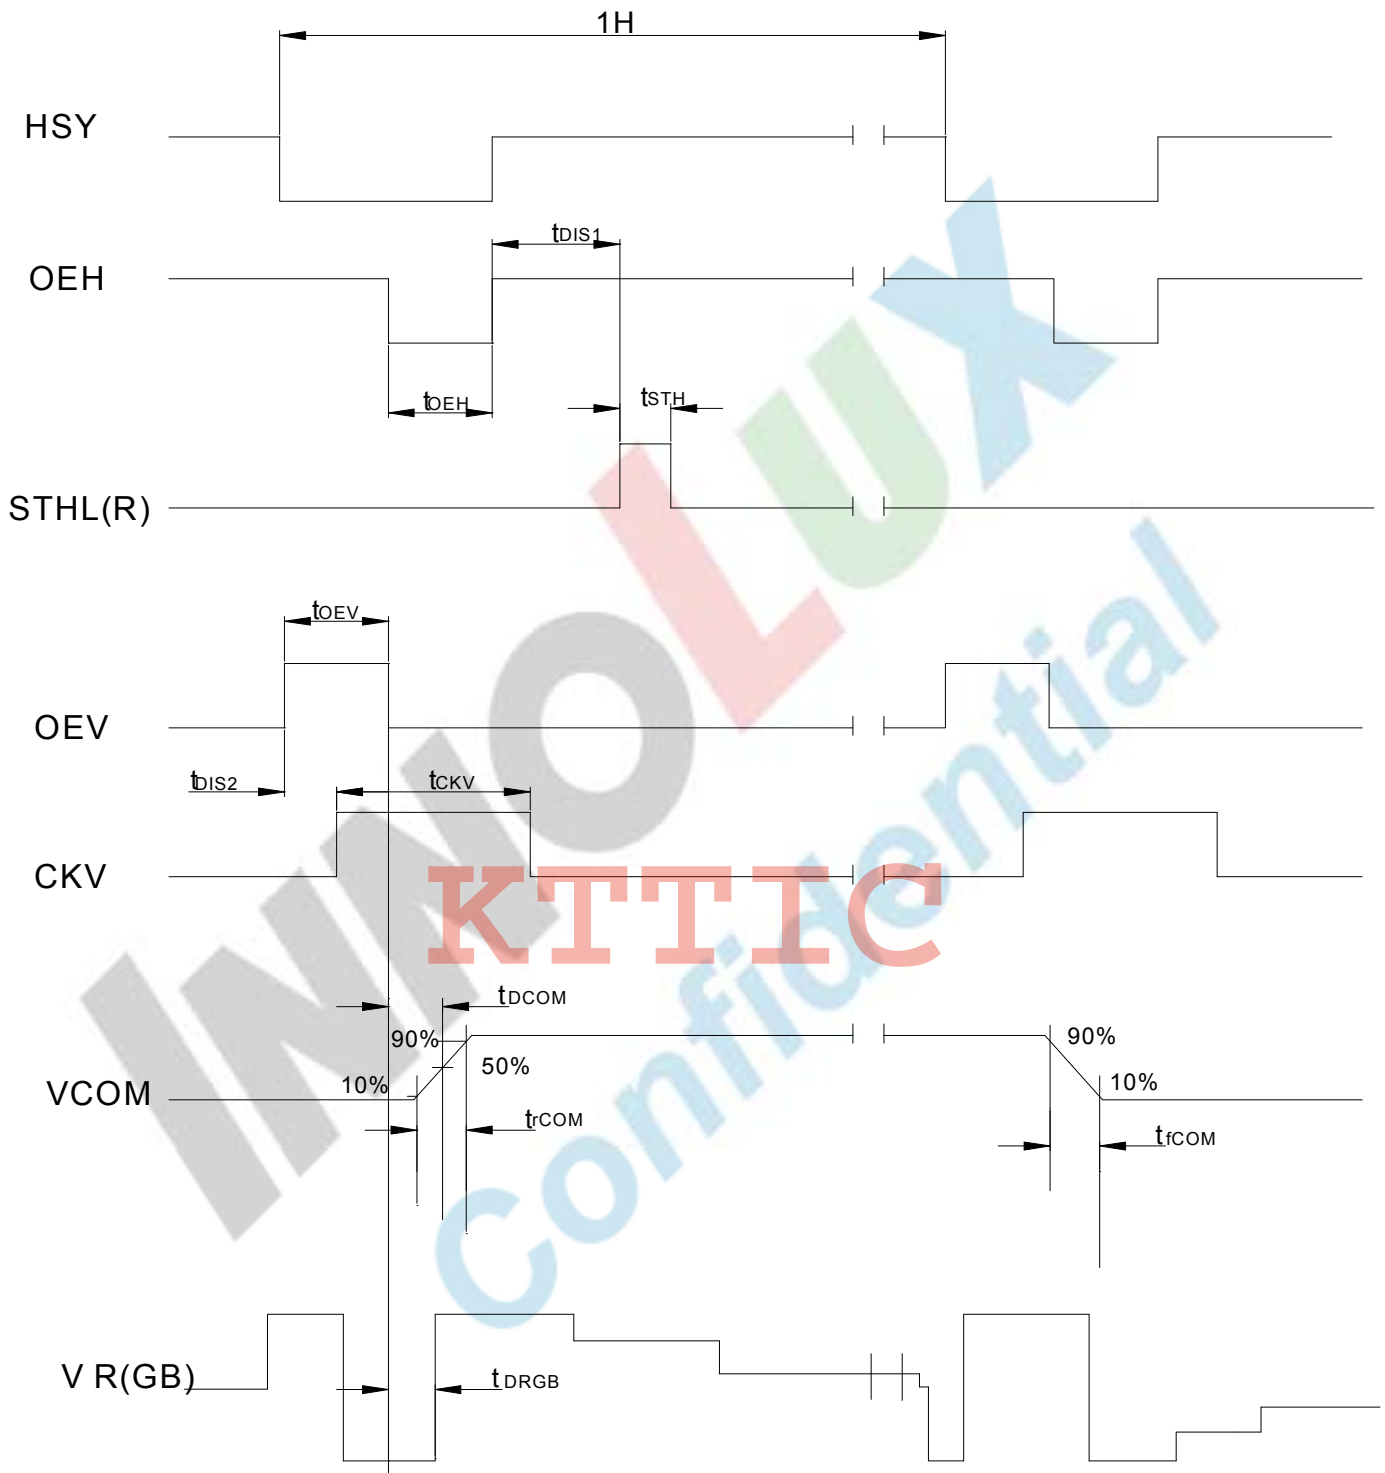 1H
HSY
tDIS1
OEH
tOEH
tSTH
STHL(R)
tOEV
OEV
tDIS2
tCKV
CKV
tDCOM
90%
50%
10%
VCOM
trCOM
90%
10%
tfCOM
V R(GB)
tDRGB
INNOLUX
Confidential
KTTIC